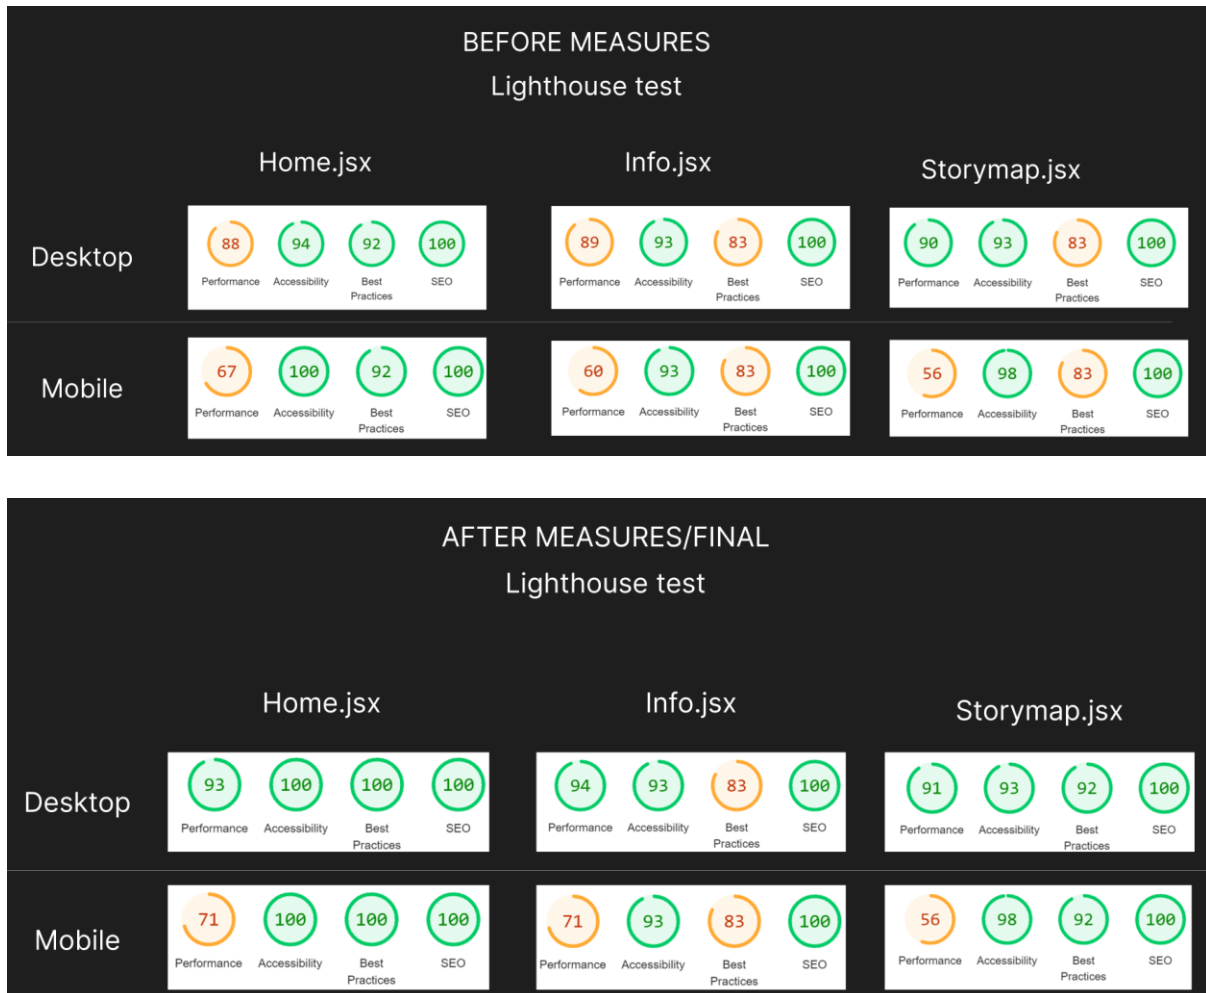 BEFORE MEASURES
Lighthouse test
Home.jsx Info.jsx Storymap.jsx
Desktop
88 94 92 100 89 93 83 100 90 93 83 100
Performance Accessibility Best Practices SEO Performance Accessibility Best Practices SEO Performance Accessibility Best Practices SEO
Mobile
67 100 92 100 60 93 83 100 56 98 83 100
Performance Accessibility Best Practices SEO Performance Accessibility Best Practices SEO Performance Accessibility Best Practices SEO
AFTER MEASURES/FINAL
Lighthouse test
Home.jsx Info.jsx Storymap.jsx
Desktop
93 100 100 100 94 93 83 100 91 93 92 100
Performance Accessibility Best Practices SEO Performance Accessibility Best Practices SEO Performance Accessibility Best Practices SEO
Mobile
71 100 100 100 71 93 83 100 56 98 92 100
Performance Accessibility Best Practices SEO Performance Accessibility Best Practices SEO Performance Accessibility Best Practices SEO